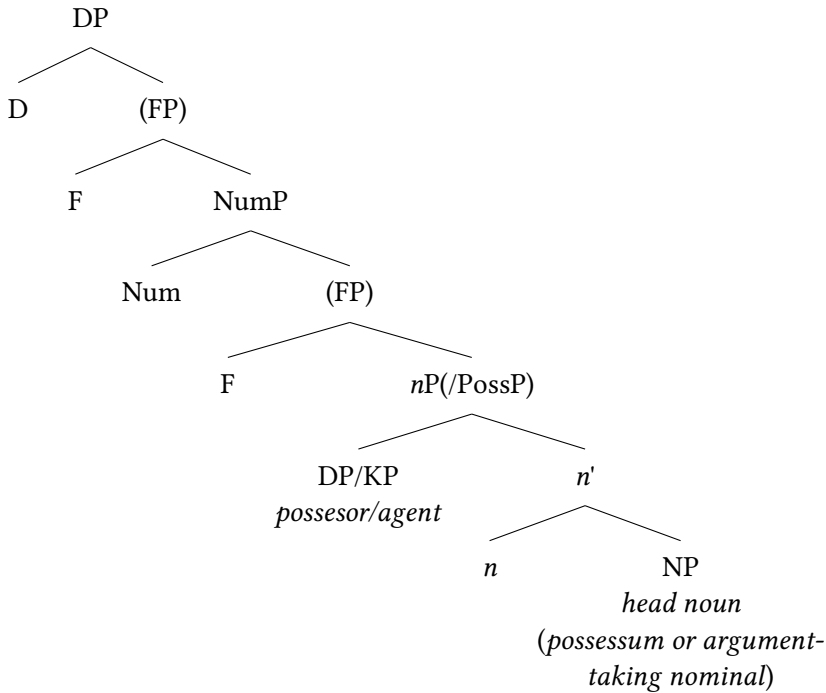 DP
D (FP)
F NumP
Num (FP)
F nP(/PossP)
DP/KP n'
possesor/agent
n NP
head noun
(possessum or argument-
taking nominal)